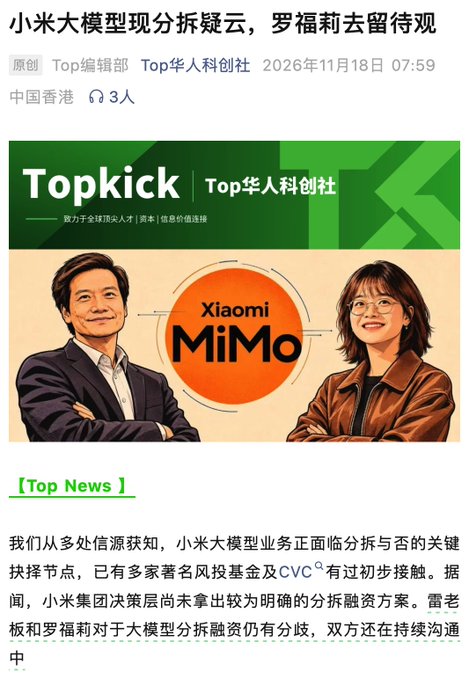 小米大模型现分拆疑云，罗福莉去留待观
原创 Top编辑部 Top华人科创社 2026年11月18日 07:59
中国香港 3人
Topkick Top华人科创社
致力于全球顶尖人才 | 资本 | 信息价值连接
Xiaomi
MiMo
【Top News 】
我们从多处信源获知，小米大模型业务正面临分拆与否的关键
抉择节点，已有多家著名风投基金及CVC有过初步接触。据
闻，小米集团决策层尚未拿出较为明确的分拆融资方案。雷老
板和罗福莉对于大模型分拆融资仍有分歧，双方还在持续沟通
中